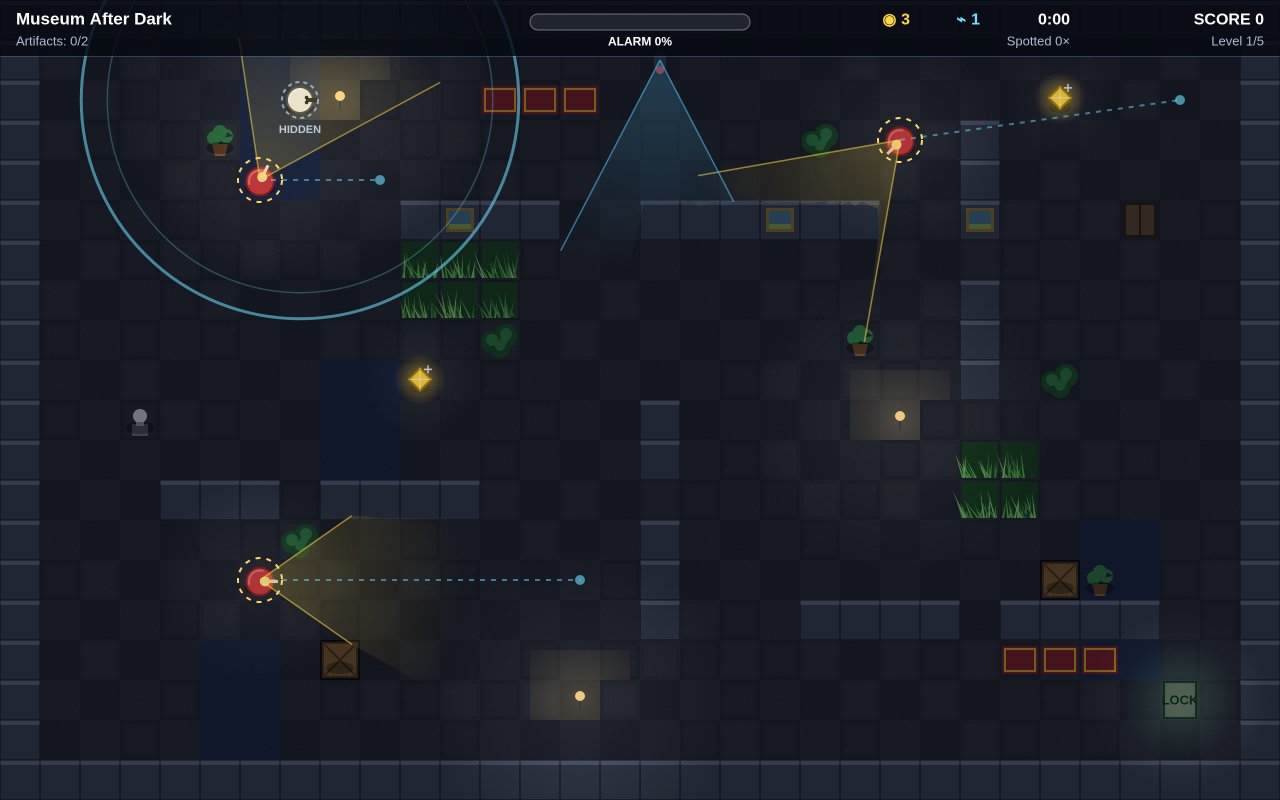 Museum After Dark
Artifacts: 0/2
ALARM 0%
◉ 3
⌁ 1
0:00
Spotted 0×
SCORE 0
Level 1/5
HIDDEN
LOCK